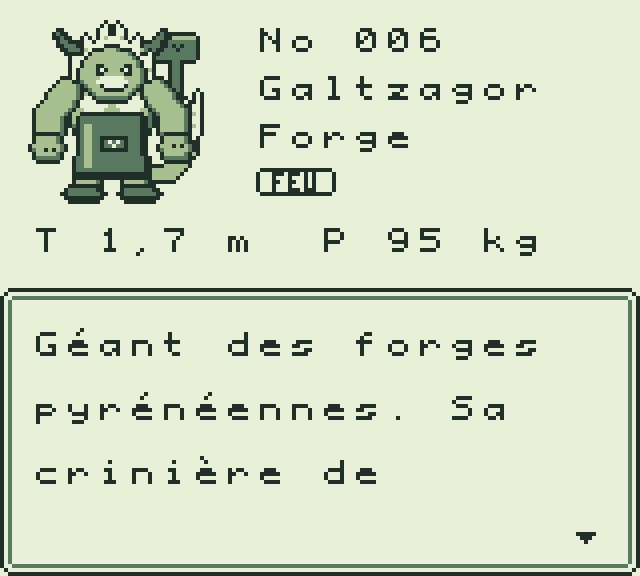 No 006
Galtzagor
Forge
FEU
T 1,7 m P 95 kg
Géant des forges
pyrénéennes. Sa
crinière de